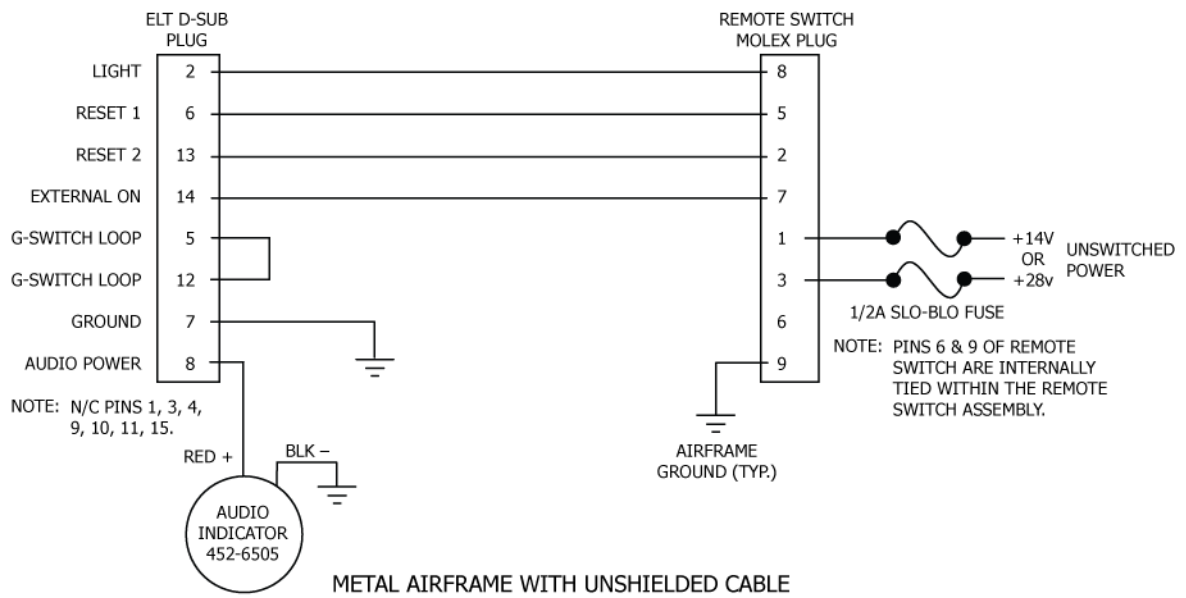 ELT D-SUB
PLUG
REMOTE SWITCH
MOLEX PLUG
LIGHT 2 8
RESET 1 6 5
RESET 2 13 2
EXTERNAL ON 14 7
G-SWITCH LOOP 5 1 +14V
OR
UNSWITCHED
POWER
G-SWITCH LOOP 12 3 +28v
1/2A SLO-BLO FUSE
GROUND 7 6
AUDIO POWER 8 9
NOTE: PINS 6 & 9 OF REMOTE
SWITCH ARE INTERNALLY
TIED WITHIN THE REMOTE
SWITCH ASSEMBLY.
NOTE: N/C PINS 1, 3, 4,
9, 10, 11, 15.
RED +
BLK –
AIRFRAME
GROUND (TYP.)
AUDIO
INDICATOR
452-6505
METAL AIRFRAME WITH UNSHIELDED CABLE